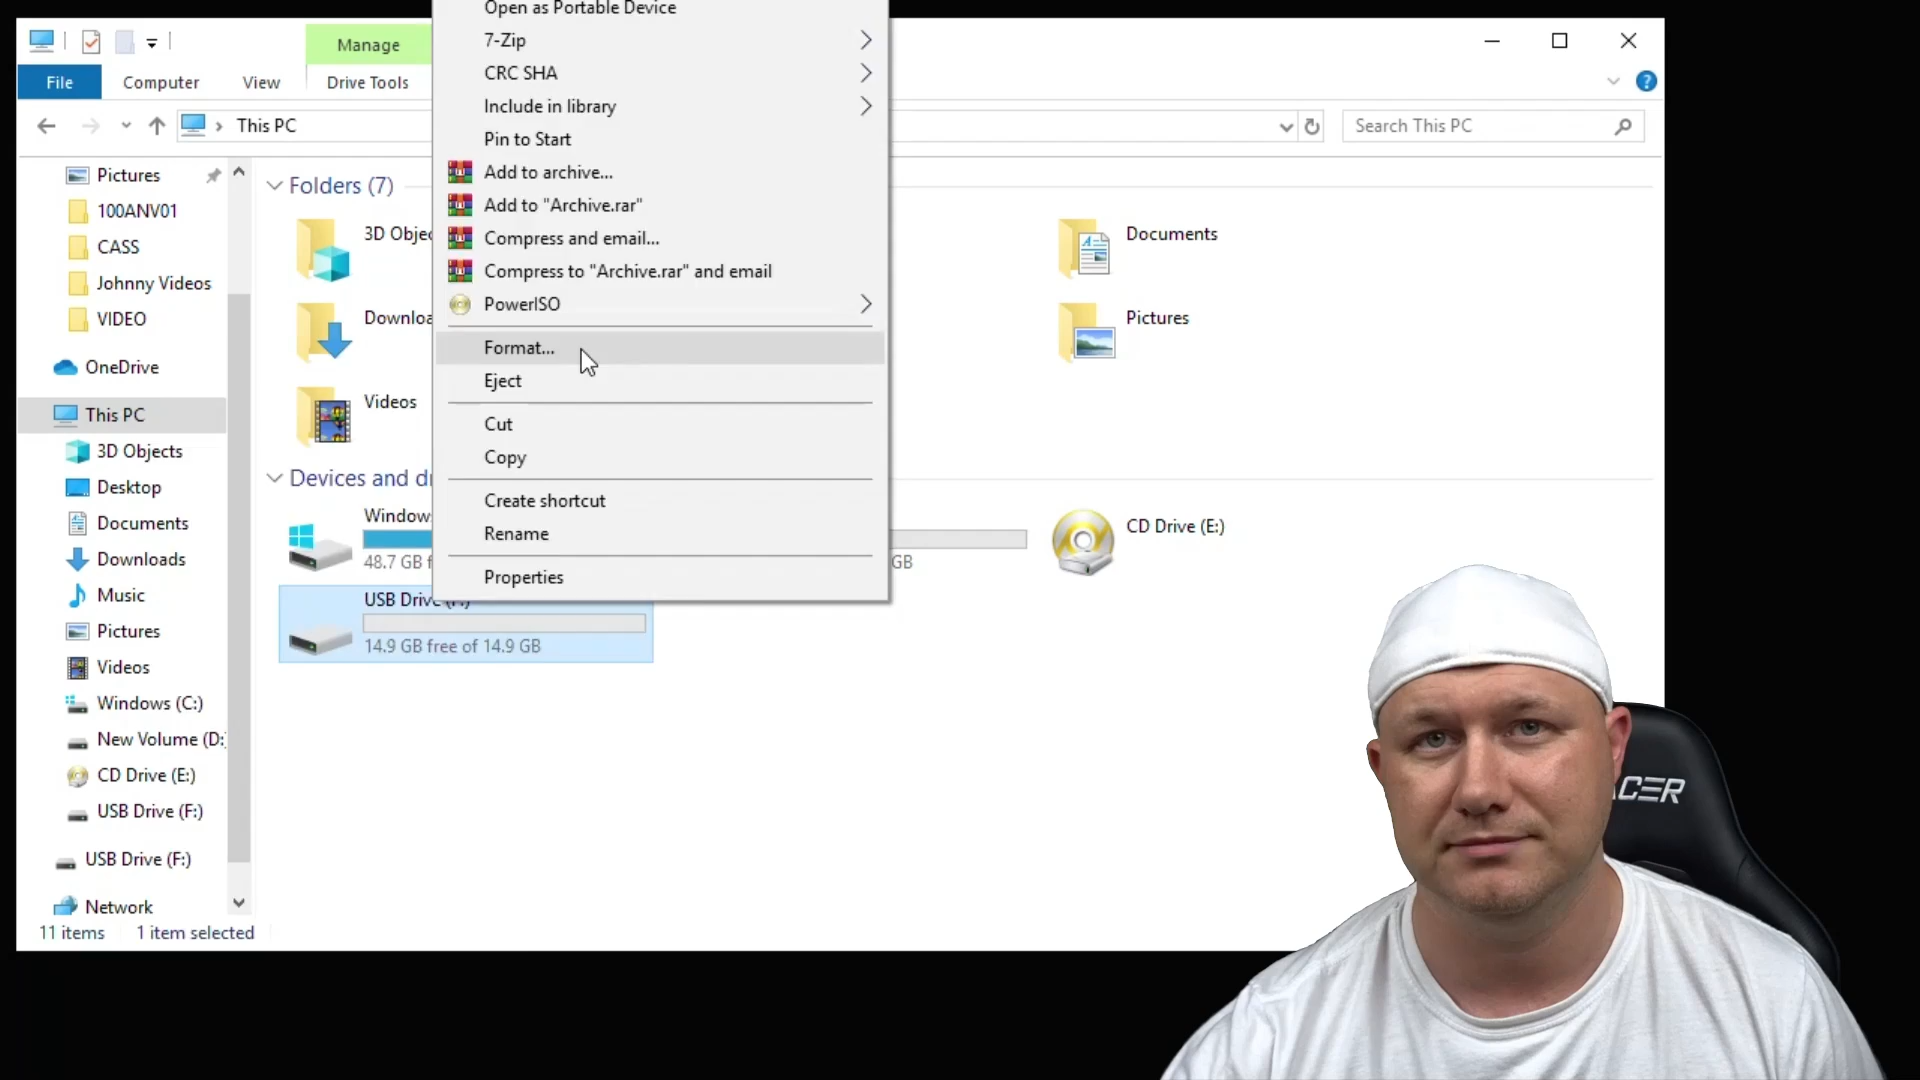 Open as Portable Device
7-Zip
CRC SHA
Include in library
Pin to Start
Add to archive...
Add to "Archive.rar"
Compress and email...
Compress to "Archive.rar" and email
PowerISO
Format...
Eject
Cut
Copy
Create shortcut
Rename
Properties
Manage
File
Computer
View
Drive Tools
This PC
Search This PC
Pictures
100ANV01
CASS
Johnny Videos
VIDEO
OneDrive
This PC
3D Objects
Desktop
Documents
Downloads
Music
Pictures
Videos
Windows (C:)
New Volume (D:
CD Drive (E:)
USB Drive (F:)
USB Drive (F:)
Network
11 items 1 item selected
Folders (7)
3D Objec
Documents
Downloa
Pictures
Videos
Devices and dr
Window
48.7 GB f
GB
CD Drive (E:)
USB Drive (F:)
14.9 GB free of 14.9 GB
CER